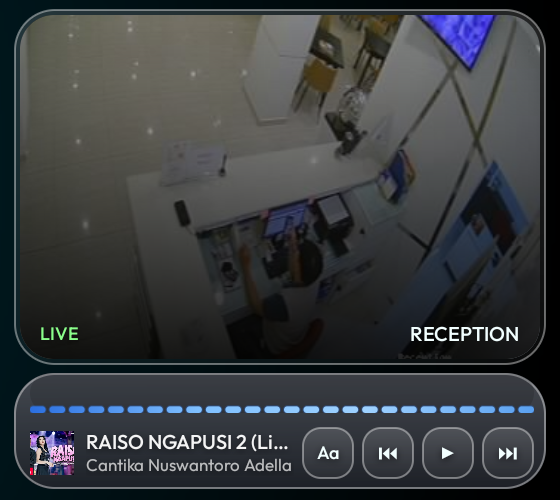 LIVE
RECEPTION
RAISO NGAPUSI 2 (Li...
Cantika Nuswantoro Adella
Aa